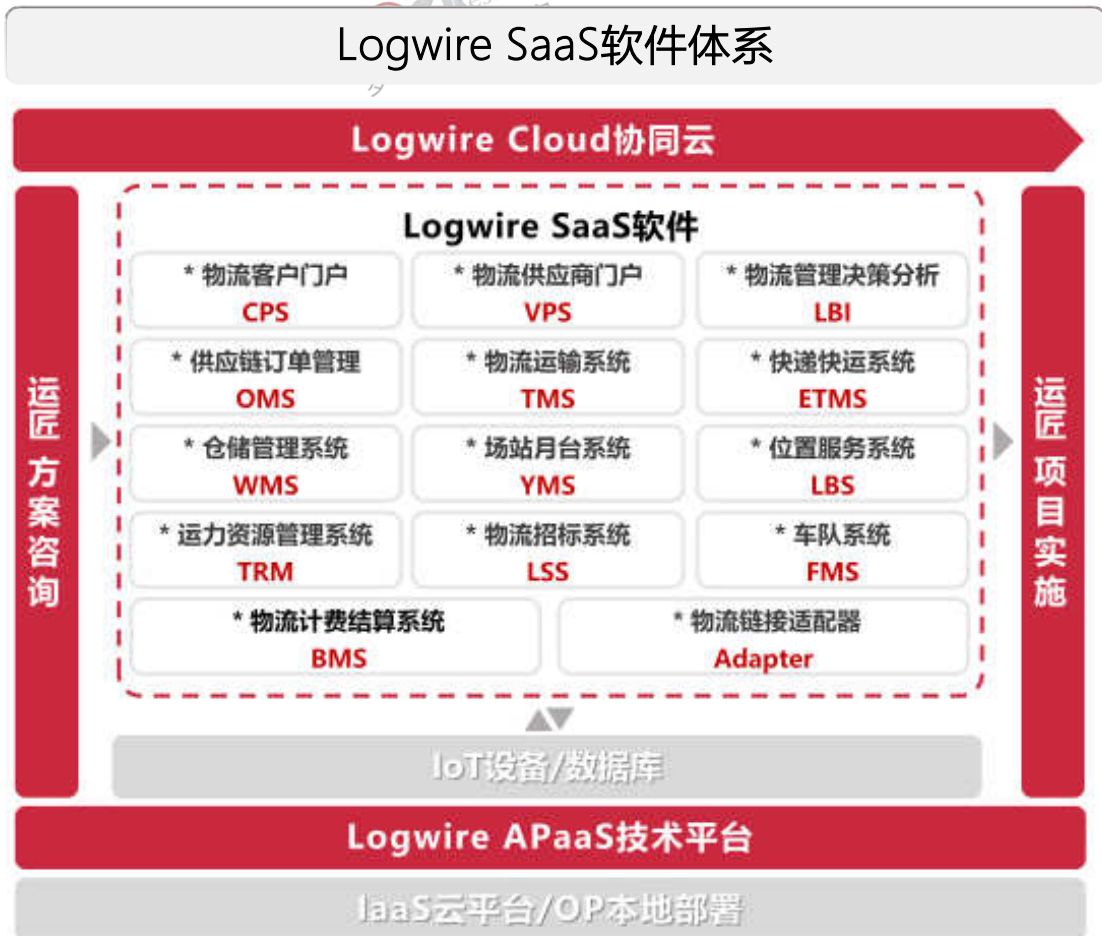 Logwire SaaS软件体系
Logwire Cloud协同云
运匠 方案咨询
Logwire SaaS软件
* 物流客户门户
CPS
* 物流供应商门户
VPS
* 物流管理决策分析
LBI
* 供应链订单管理
OMS
* 物流运输系统
TMS
* 快递快运系统
ETMS
* 仓储管理系统
WMS
* 场站月台系统
YMS
* 位置服务系统
LBS
* 运力资源管理系统
TRM
* 物流招标系统
LSS
* 车队系统
FMS
* 物流计费结算系统
BMS
* 物流链接适配器
Adapter
运匠 项目实施
IoT设备/数据库
Logwire APaaS技术平台
IaaS云平台/OP本地部署